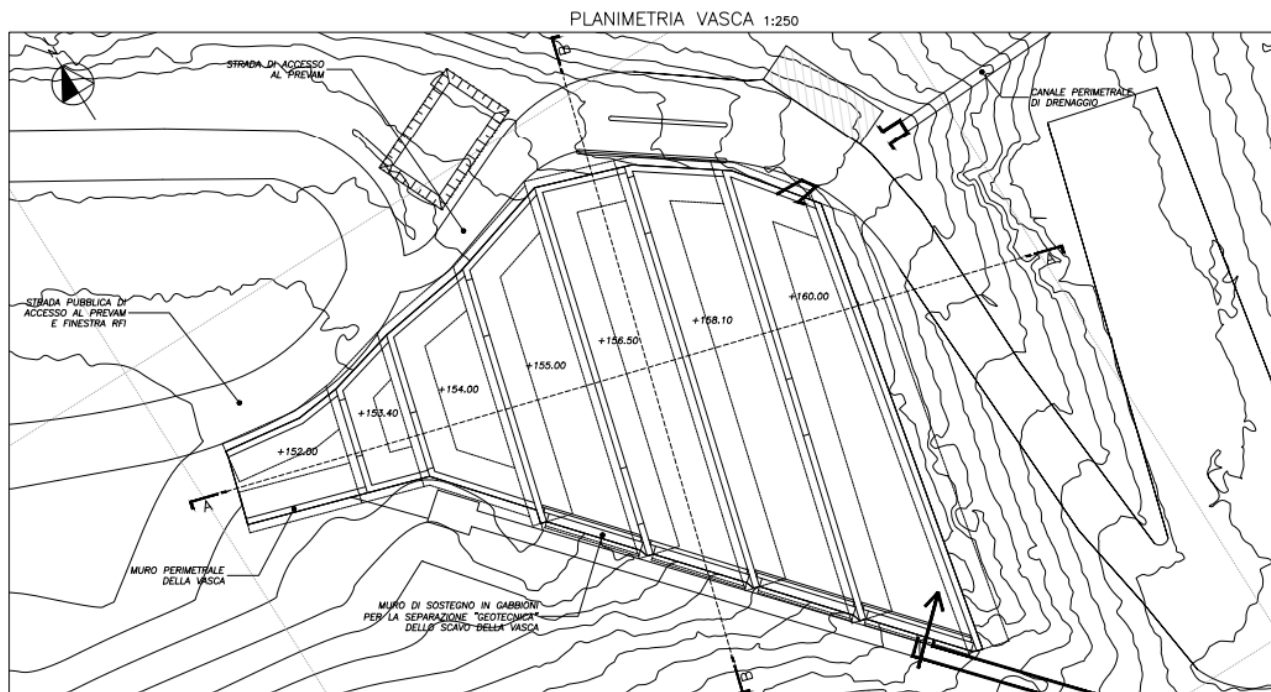 PLANIMETRIA VASCA 1:250
N
B
STRADA DI ACCESSO
AL PREVAM
CANALE PERIMETRALE
DI DRENAGGIO
A
STRADA PUBBLICA DI
ACCESSO AL PREVAM
E FINESTRA RFI
+160.00
+158.10
+156.50
+155.00
+154.00
+153.40
+152.00
A
MURO PERIMETRALE
DELLA VASCA
MURO DI SOSTEGNO IN GABBIONI
PER LA SEPARAZIONE "GEOTECNICA"
DELLO SCAVO DELLA VASCA
B